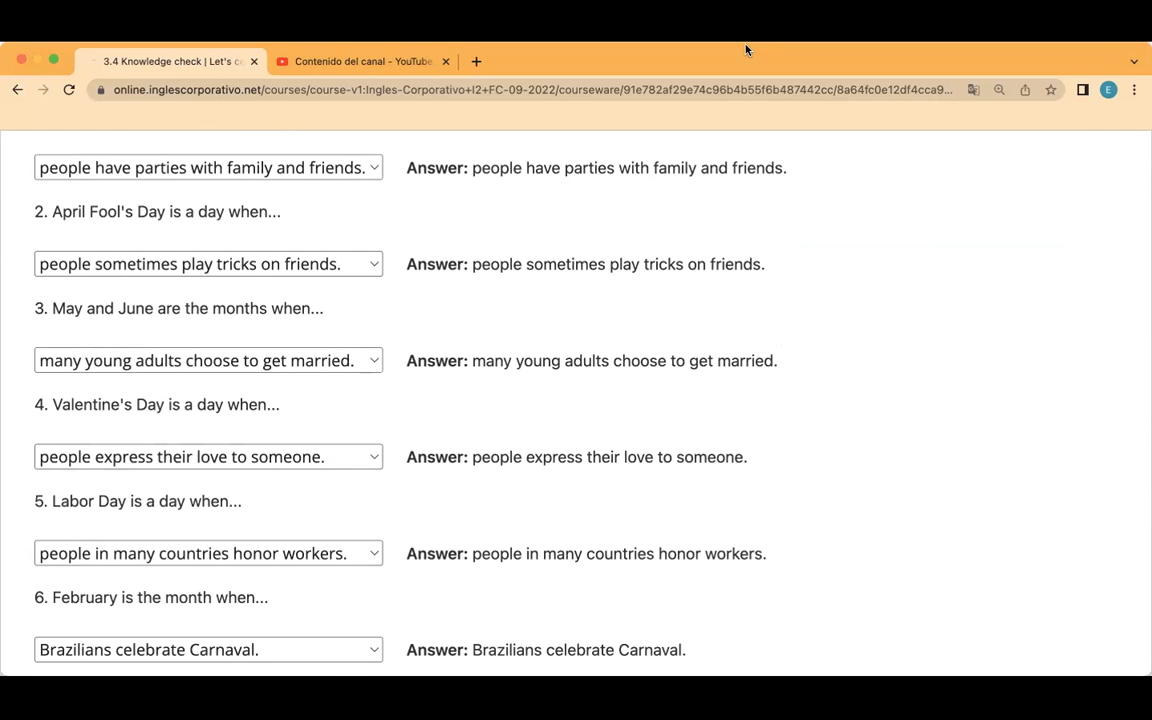 3.4 Knowledge check | Let's c
Contenido del canal - YouTube
online.inglescorporativo.net/courses/course-v1:Ingles-Corporativo+I2+FC-09-2022/courseware/91e782af29e74c96b4b55f6b487442cc/8a64fc0e12df4cca9...
E
people have parties with family and friends. Answer: people have parties with family and friends.
2. April Fool's Day is a day when...
people sometimes play tricks on friends. Answer: people sometimes play tricks on friends.
3. May and June are the months when...
many young adults choose to get married. Answer: many young adults choose to get married.
4. Valentine's Day is a day when...
people express their love to someone. Answer: people express their love to someone.
5. Labor Day is a day when...
people in many countries honor workers. Answer: people in many countries honor workers.
6. February is the month when...
Brazilians celebrate Carnaval. Answer: Brazilians celebrate Carnaval.